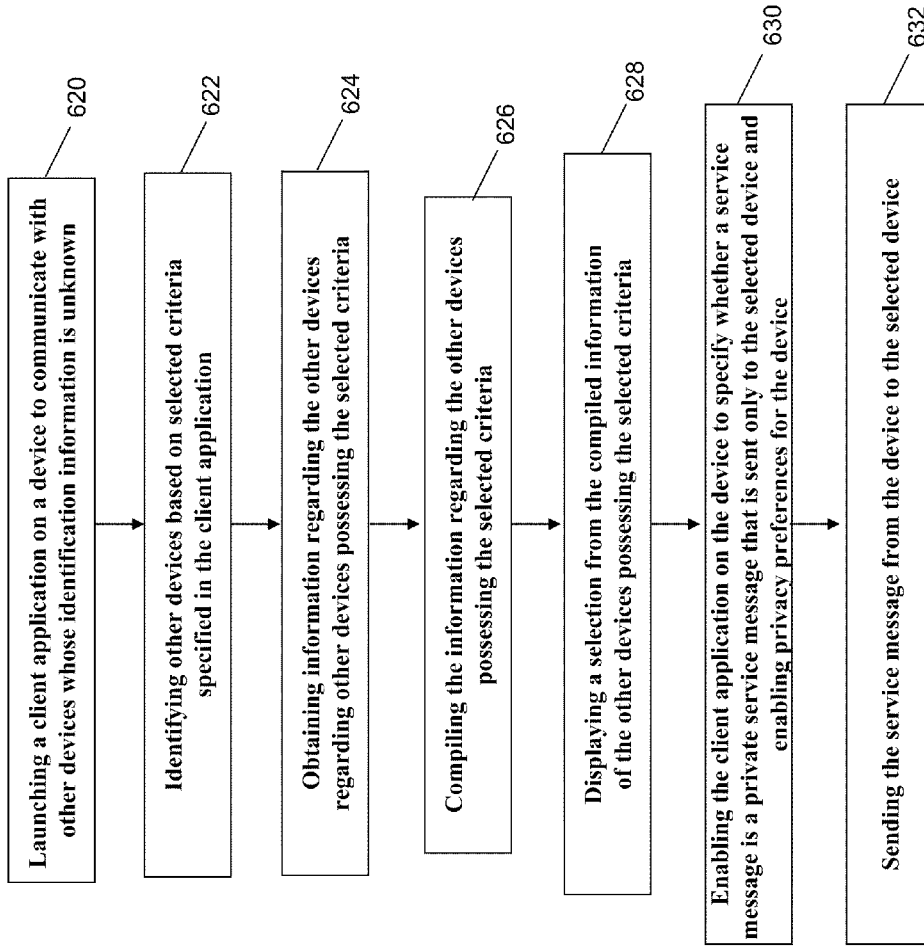 Launching a client application on a device to communicate with
other devices whose identification information is unknown
620
Identifying other devices based on selected criteria
specified in the client application
622
Obtaining information regarding the other devices
regarding other devices possessing the selected criteria
624
Compiling the information regarding the other devices
possessing the selected criteria
626
Displaying a selection from the compiled information
of the other devices possessing the selected criteria
628
Enabling the client application on the device to specify whether a service
message is a private service message that is sent only to the selected device and
enabling privacy preferences for the device
630
Sending the service message from the device to the selected device
632